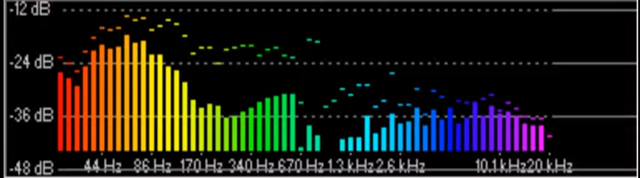 -12 dB
-24 dB
-36 dB
-48 dB
44 Hz 86 Hz 170 Hz 340 Hz 670 Hz 1.3 kHz 2.6 kHz 10.1 kHz 20 kHz